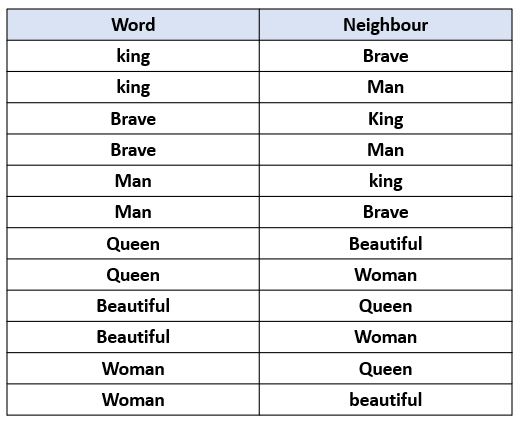 Word Neighbour
king Brave
king Man
Brave King
Brave Man
Man king
Man Brave
Queen Beautiful
Queen Woman
Beautiful Queen
Beautiful Woman
Woman Queen
Woman beautiful